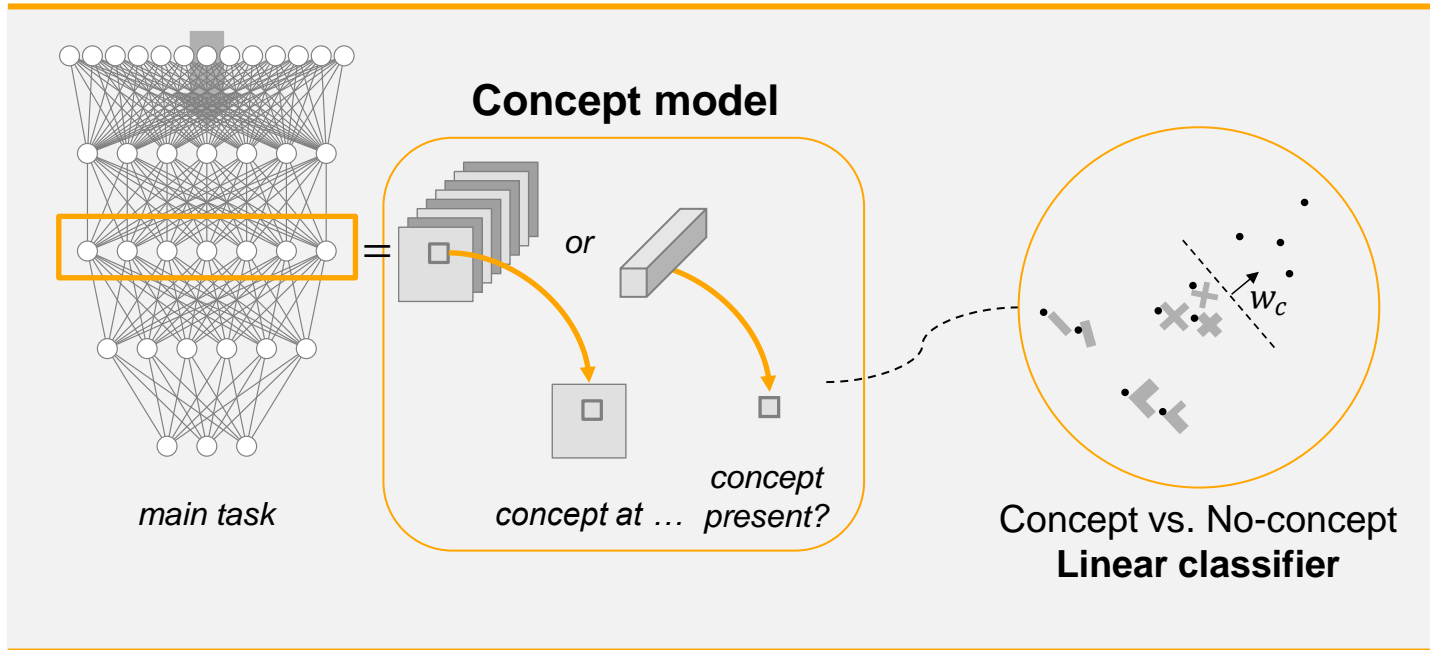 Concept model
=
or
w_c
main task
concept at …
concept
present?
Concept vs. No-concept
Linear classifier